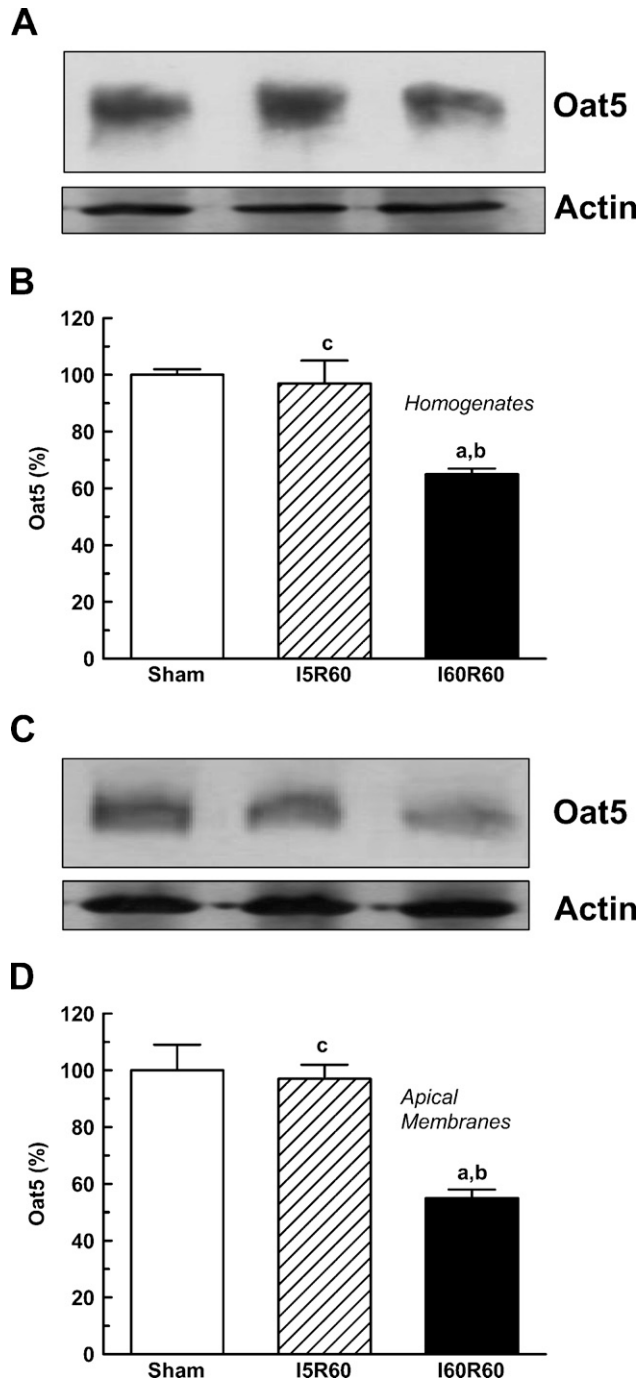 A
Oat5
Actin
B
Oat5 (%)
120
100
80
60
40
20
0
c
Homogenates
a,b
Sham I5R60 I60R60
C
Oat5
Actin
D
Oat5 (%)
120
100
80
60
40
20
0
c
Apical
Membranes
a,b
Sham I5R60 I60R60